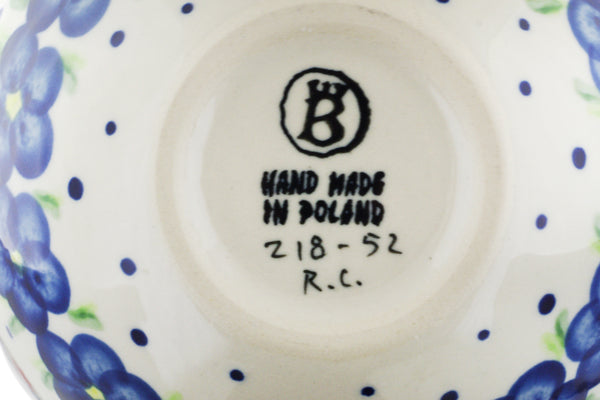 B
HAND MADE
IN POLAND
218-52
R.C.